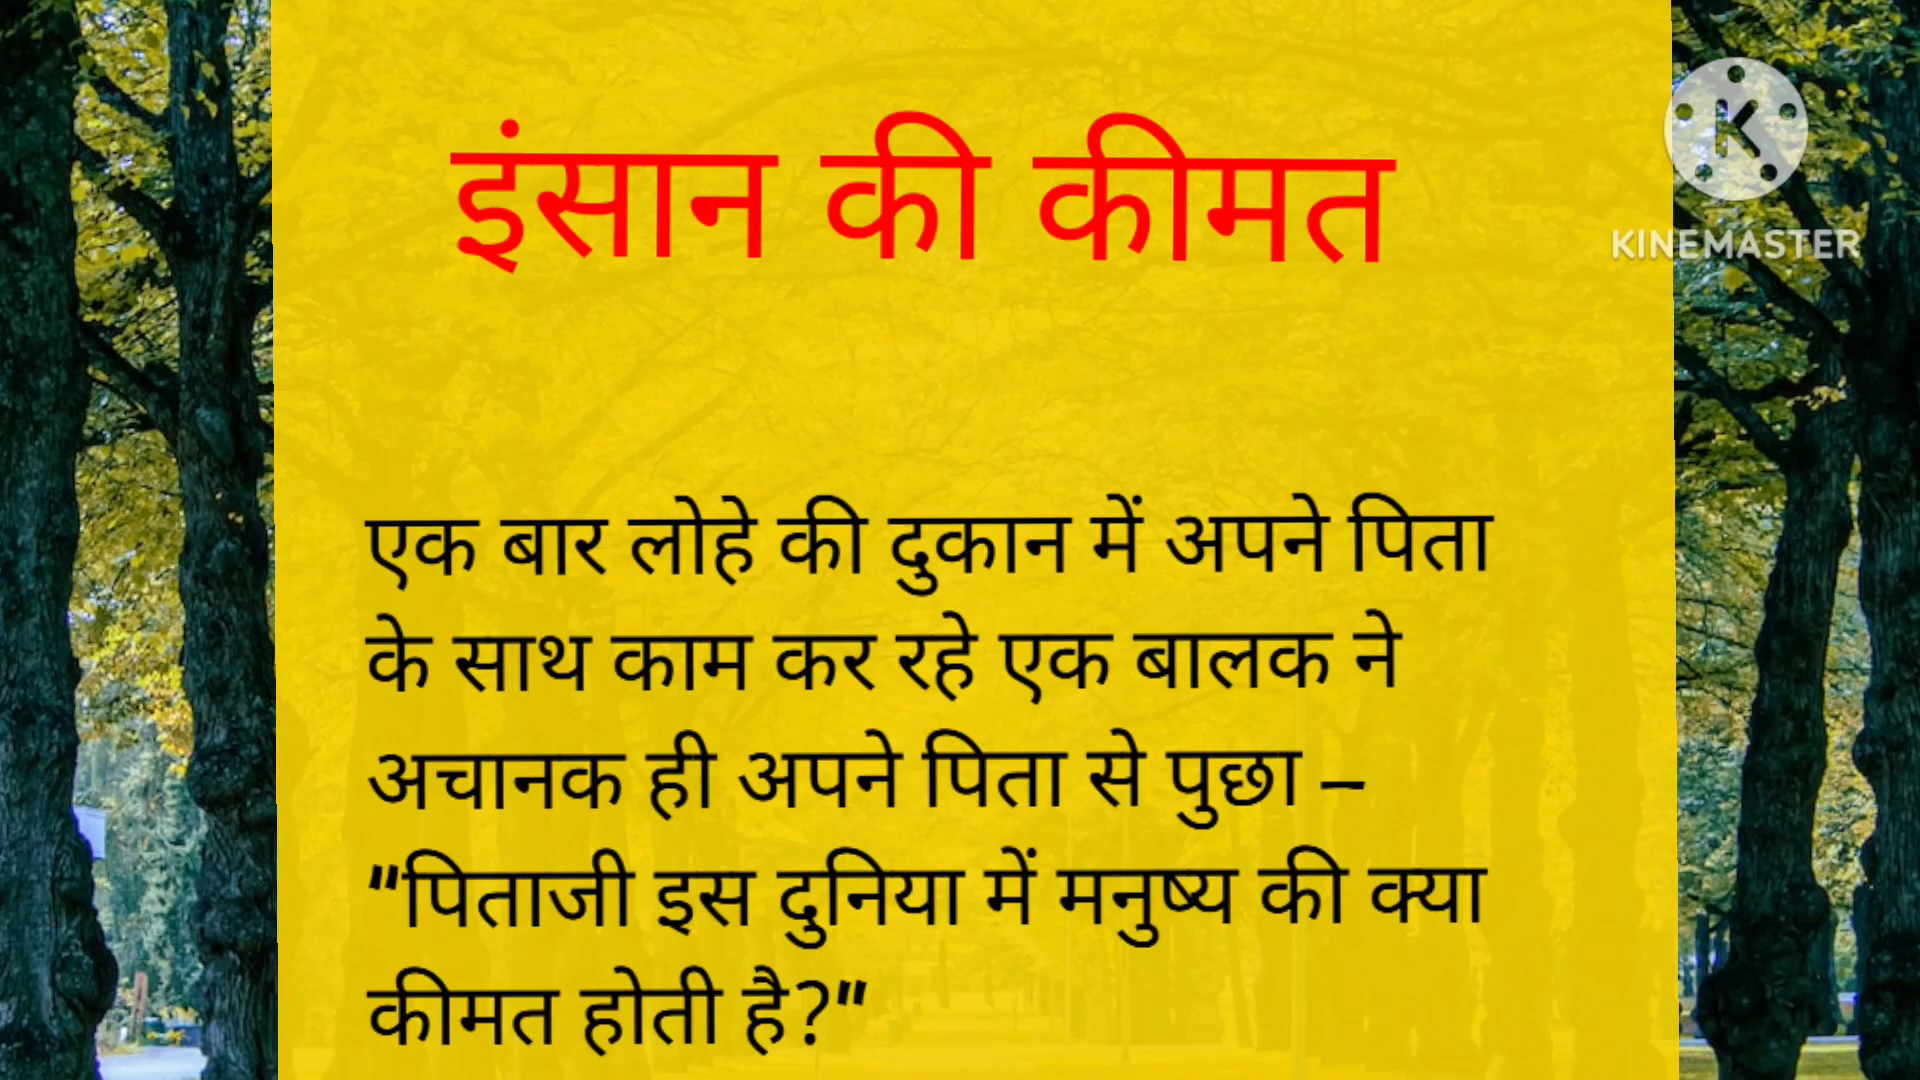 इंसान की कीमत
KINEMASTER
एक बार लोहे की दुकान में अपने पिता
के साथ काम कर रहे एक बालक ने
अचानक ही अपने पिता से पुछा –
"पिताजी इस दुनिया में मनुष्य की क्या
कीमत होती है?"